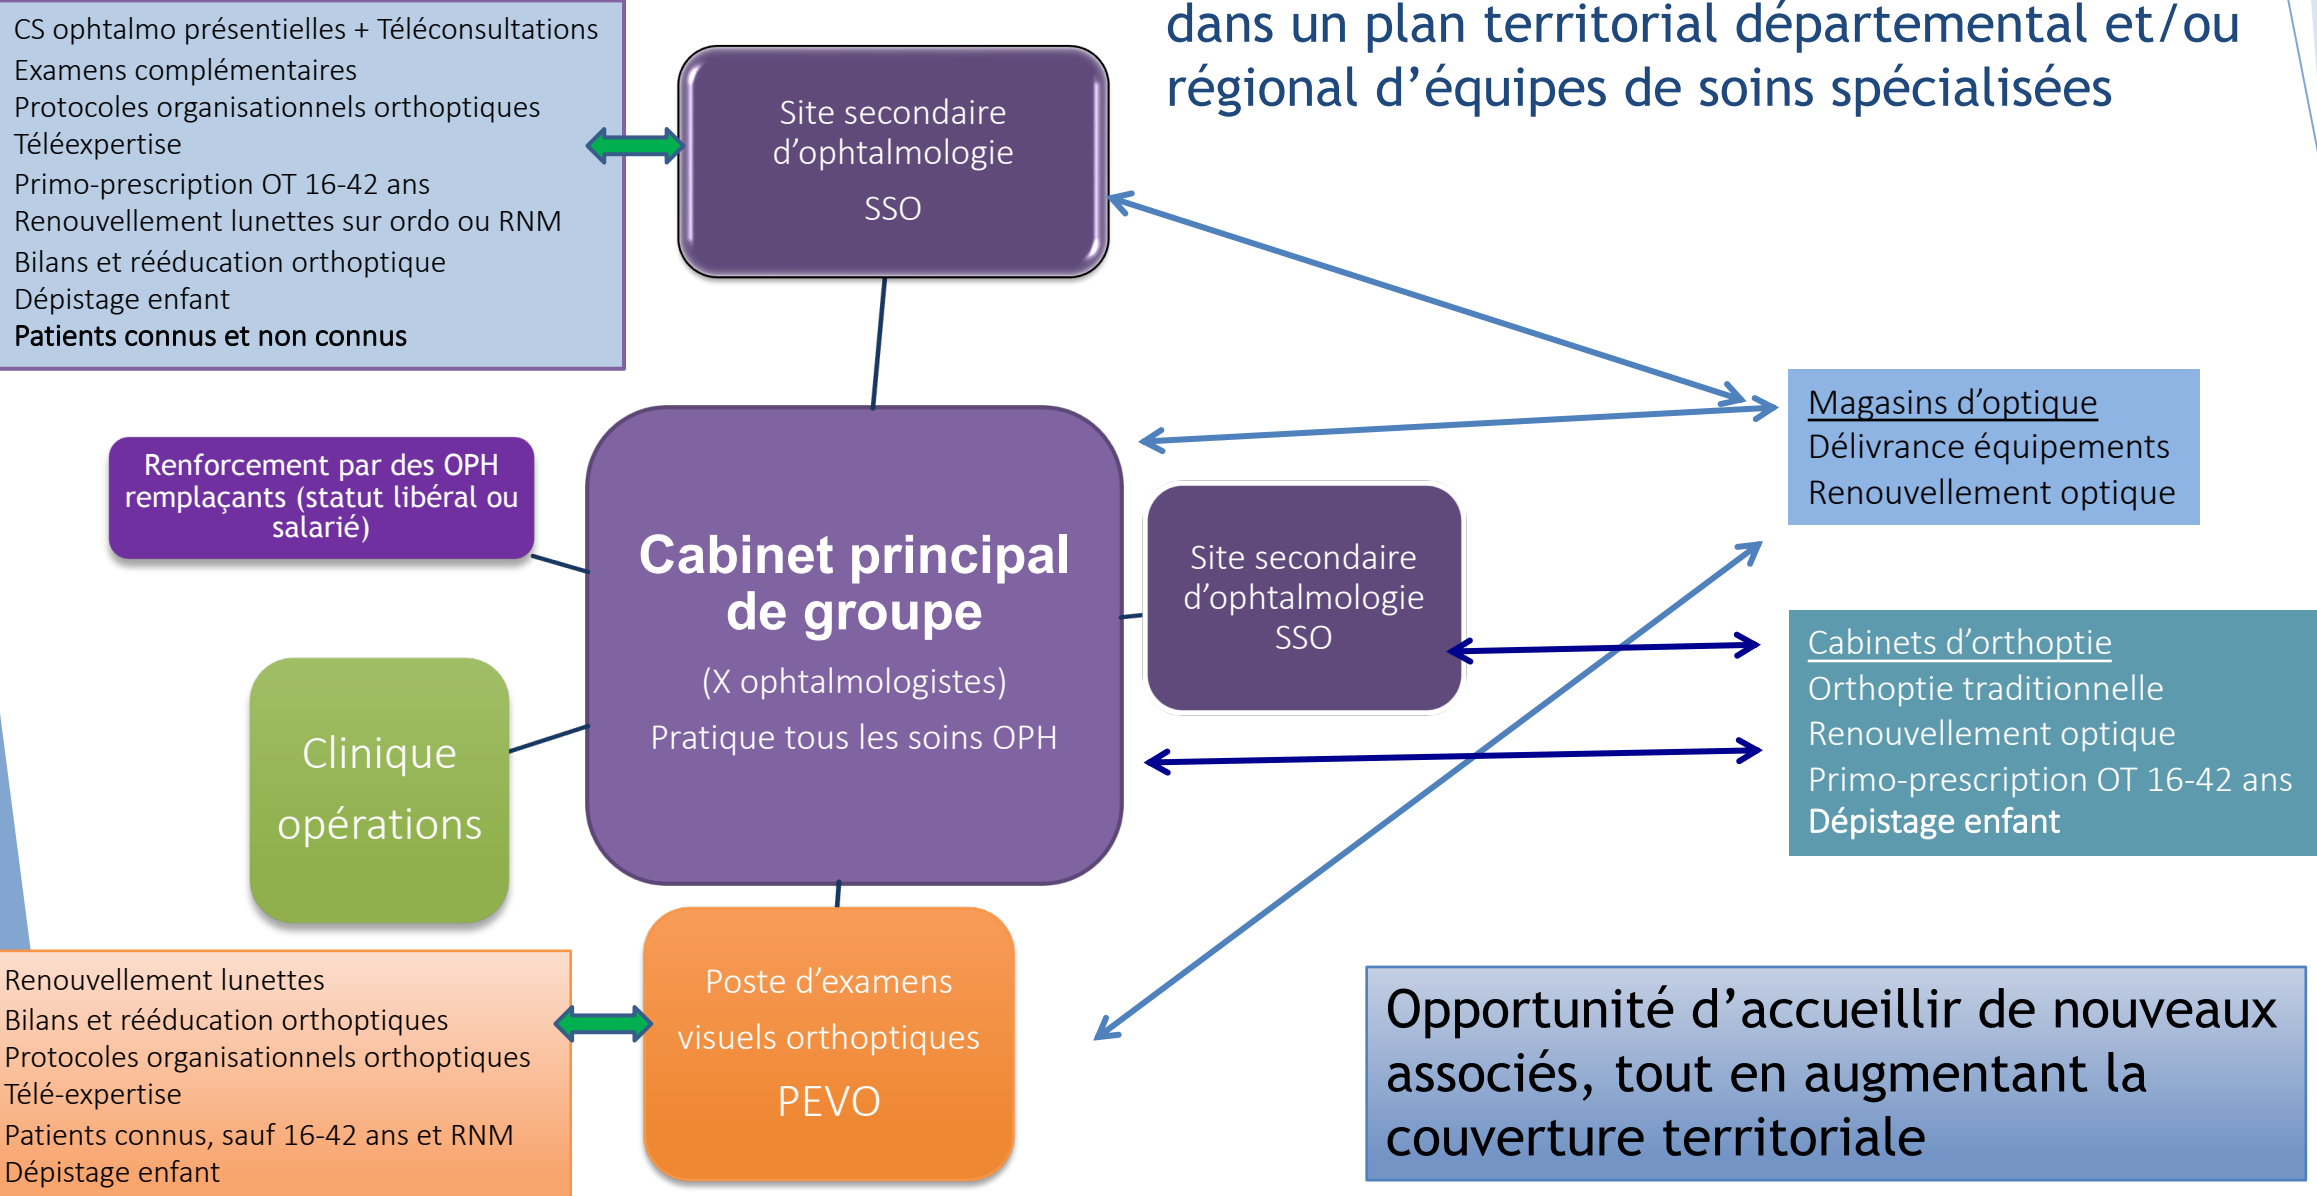 dans un plan territorial départemental et/ou
régional d’équipes de soins spécialisées
CS ophtalmo présentielles + Téléconsultations
Examens complémentaires
Protocoles organisationnels orthoptiques
Téléexpertise
Primo-prescription OT 16-42 ans
Renouvellement lunettes sur ordo ou RNM
Bilans et rééducation orthoptique
Dépistage enfant
Patients connus et non connus
Site secondaire
d’ophtalmologie
SSO
Magasins d’optique
Délivrance équipements
Renouvellement optique
Renforcement par des OPH
remplaçants (statut libéral ou
salarié)
Cabinet principal
de groupe
(X ophtalmologistes)
Pratique tous les soins OPH
Site secondaire
d’ophtalmologie
SSO
Cabinets d’orthoptie
Orthoptie traditionnelle
Renouvellement optique
Primo-prescription OT 16-42 ans
Dépistage enfant
Clinique
opérations
Renouvellement lunettes
Bilans et rééducation orthoptiques
Protocoles organisationnels orthoptiques
Télé-expertise
Patients connus, sauf 16-42 ans et RNM
Dépistage enfant
Poste d’examens
visuels orthoptiques
PEVO
Opportunité d’accueillir de nouveaux
associés, tout en augmentant la
couverture territoriale